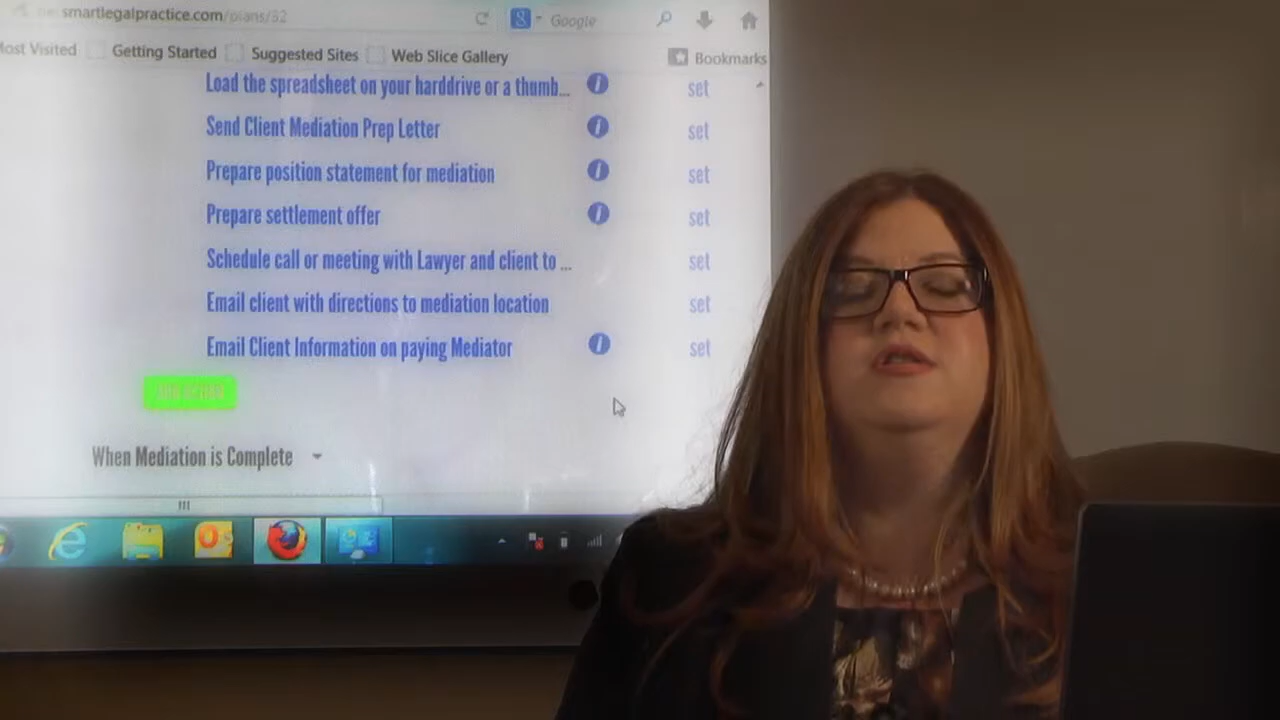 smartlegalpractice.com/plans/32
Google
Most Visited Getting Started Suggested Sites Web Slice Gallery Bookmarks
Load the spreadsheet on your harddrive or a thumb... set
Send Client Mediation Prep Letter set
Prepare position statement for mediation set
Prepare settlement offer set
Schedule call or meeting with Lawyer and client to ... set
Email client with directions to mediation location set
Email Client Information on paying Mediator set
When Mediation is Complete